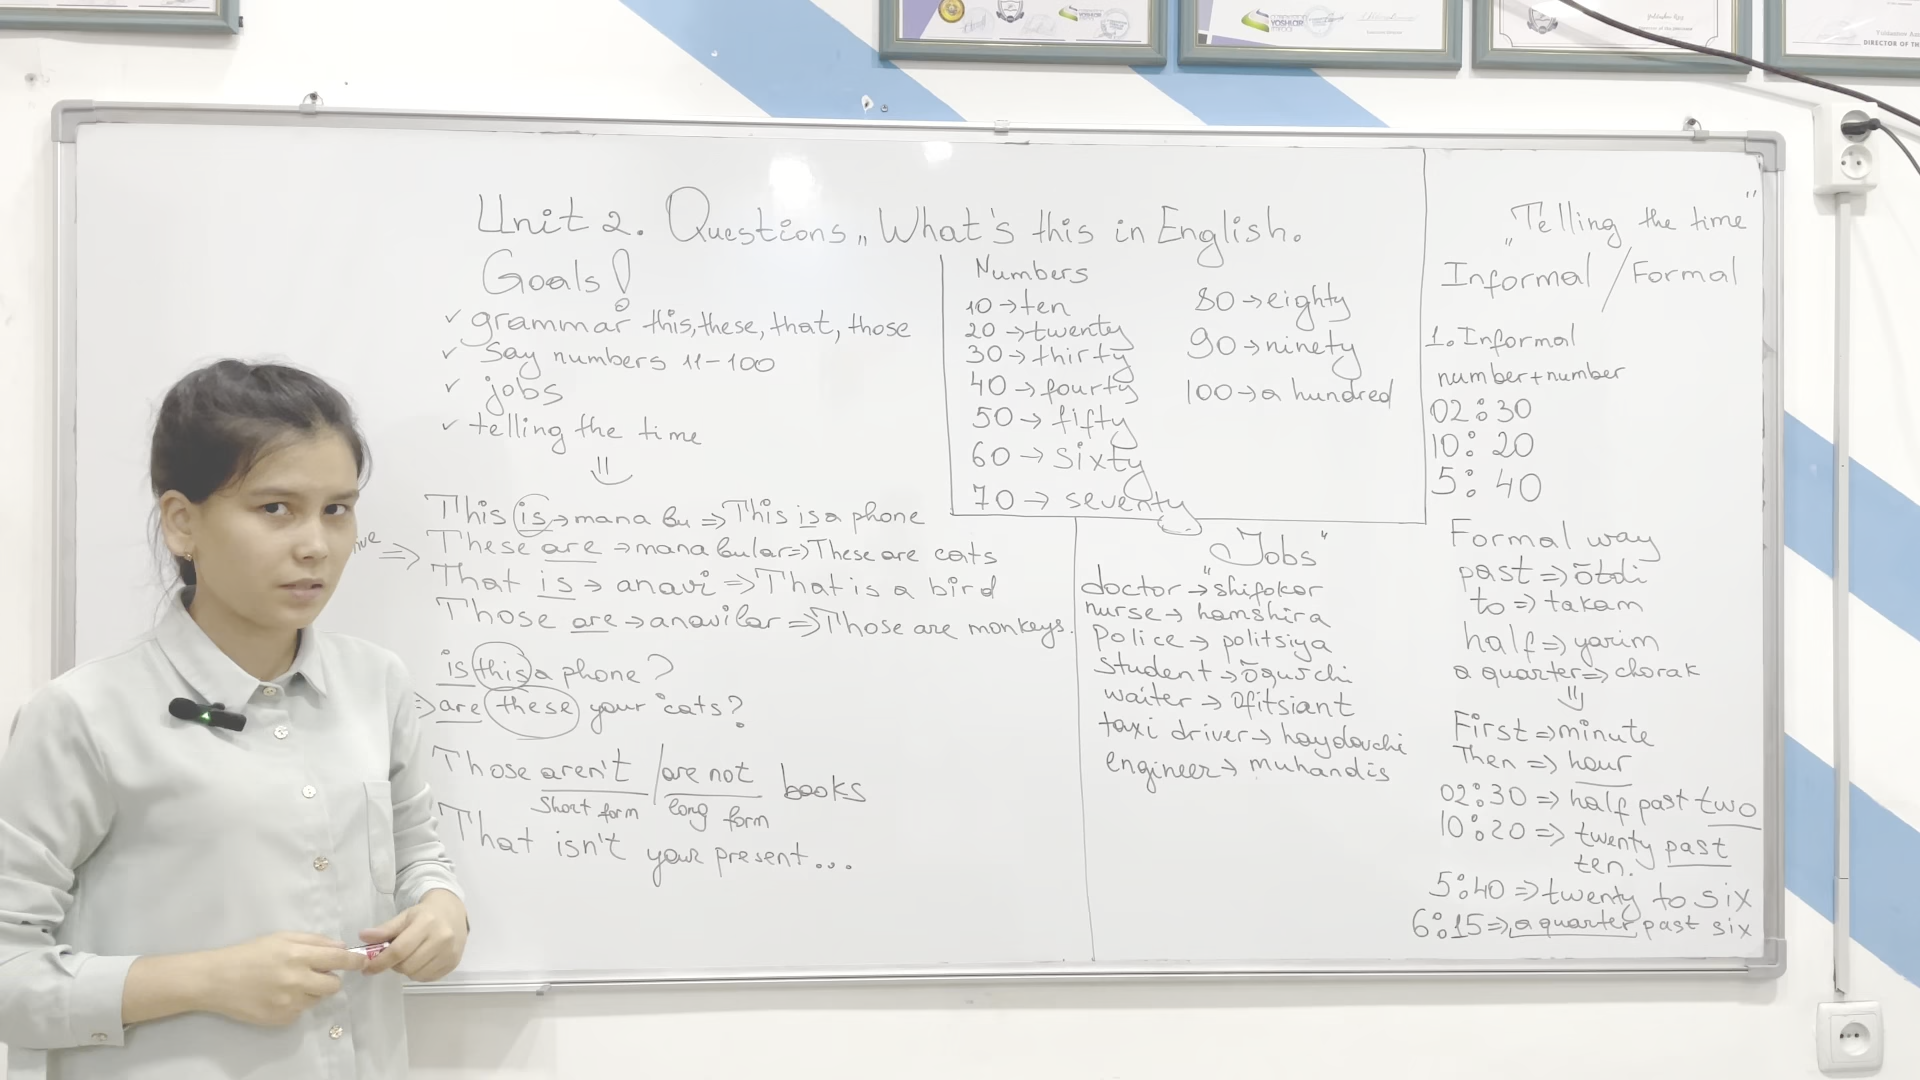 Unit 2. Questions „What's this in English.
Goals!
✓ grammar this, these, that, those
✓ Say numbers 11-100
✓ jobs
✓ telling the time
This is → mana bu ⇒ This is a phone
⇒ These are → mana bular ⇒ These are cats
That is → anavi ⇒ That is a bird
Those are → anavilar ⇒ Those are monkeys.
is this a phone?
⇒ are these your cats?
Those aren't / are not books
Short form long form
That isn't your present...
Numbers
10 → ten
20 → twenty
30 → thirty
40 → fourty
50 → fifty
60 → sixty
70 → seventy
80 → eighty
90 → ninety
100 → a hundred
„Jobs"
doctor → shifokor
nurse → hamshira
Police → politsiya
Student → õquvchi
waiter → Ofitsiant
taxi driver → haydovchi
engineer → muhandis
„Telling the time"
Informal / Formal
1. Informal
number + number
02:30
10:20
5:40
Formal way
past ⇒ õtdi
to ⇒ takam
half ⇒ yarim
a quarter ⇒ chorak
First ⇒ minute
Then ⇒ hour
02:30 ⇒ half past two
10:20 ⇒ twenty past
ten.
5:40 ⇒ twenty to six
6:15 ⇒ a quarter past six
YOSHLAR
DIRECTOR OF TH